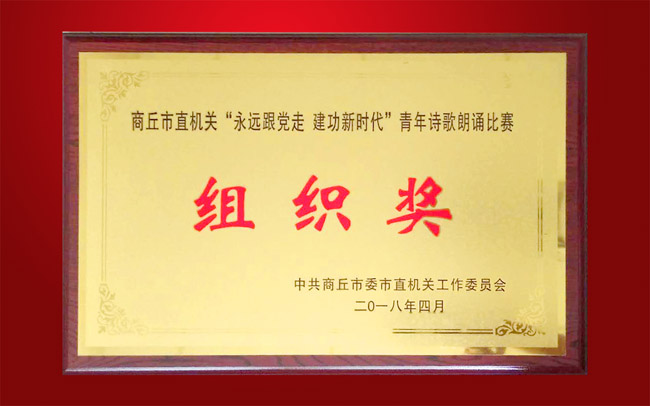 商丘市直机关“永远跟党走 建功新时代”青年诗歌朗诵比赛
组织奖
中共商丘市委市直机关工作委员会
二〇一八年四月